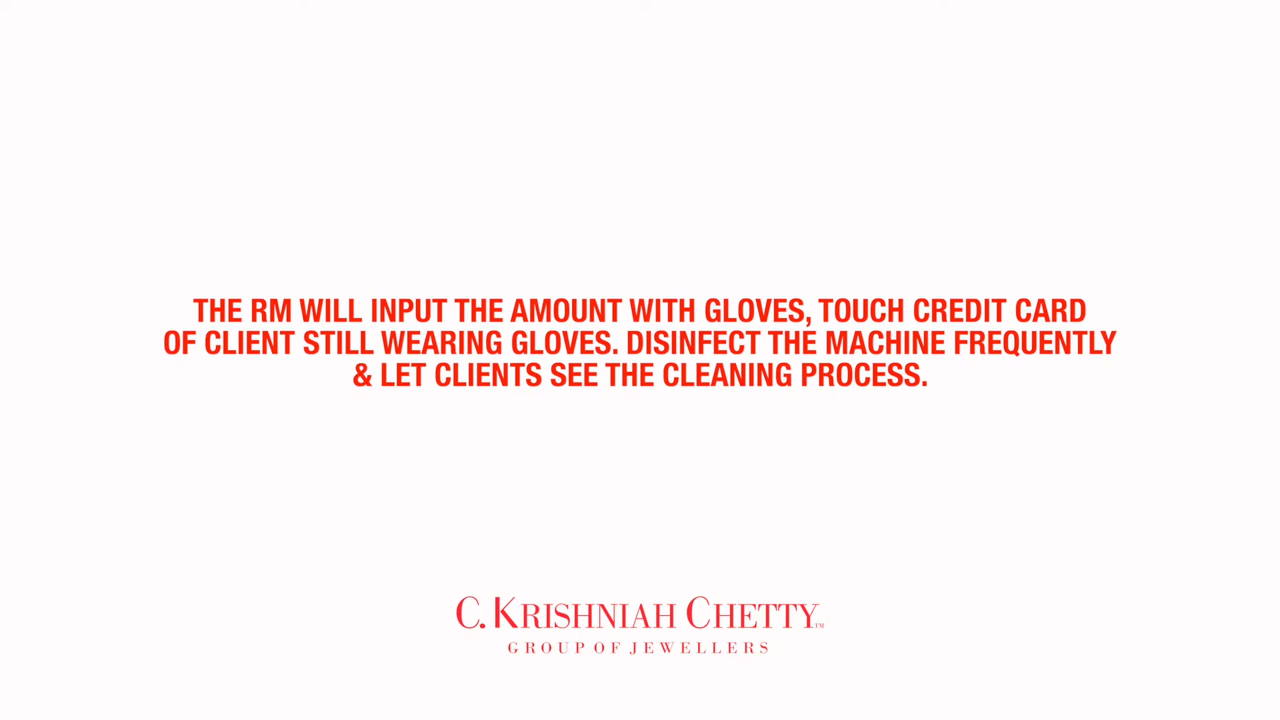 THE RM WILL INPUT THE AMOUNT WITH GLOVES, TOUCH CREDIT CARD
OF CLIENT STILL WEARING GLOVES. DISINFECT THE MACHINE FREQUENTLY
& LET CLIENTS SEE THE CLEANING PROCESS.
C. KRISHNIAH CHETTY™
GROUP OF JEWELLERS